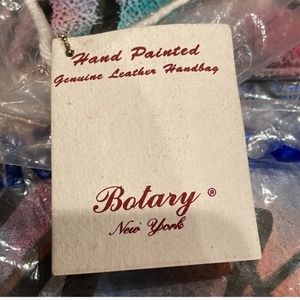 Hand Painted
Genuine Leather Handbag
Botary ®
New York